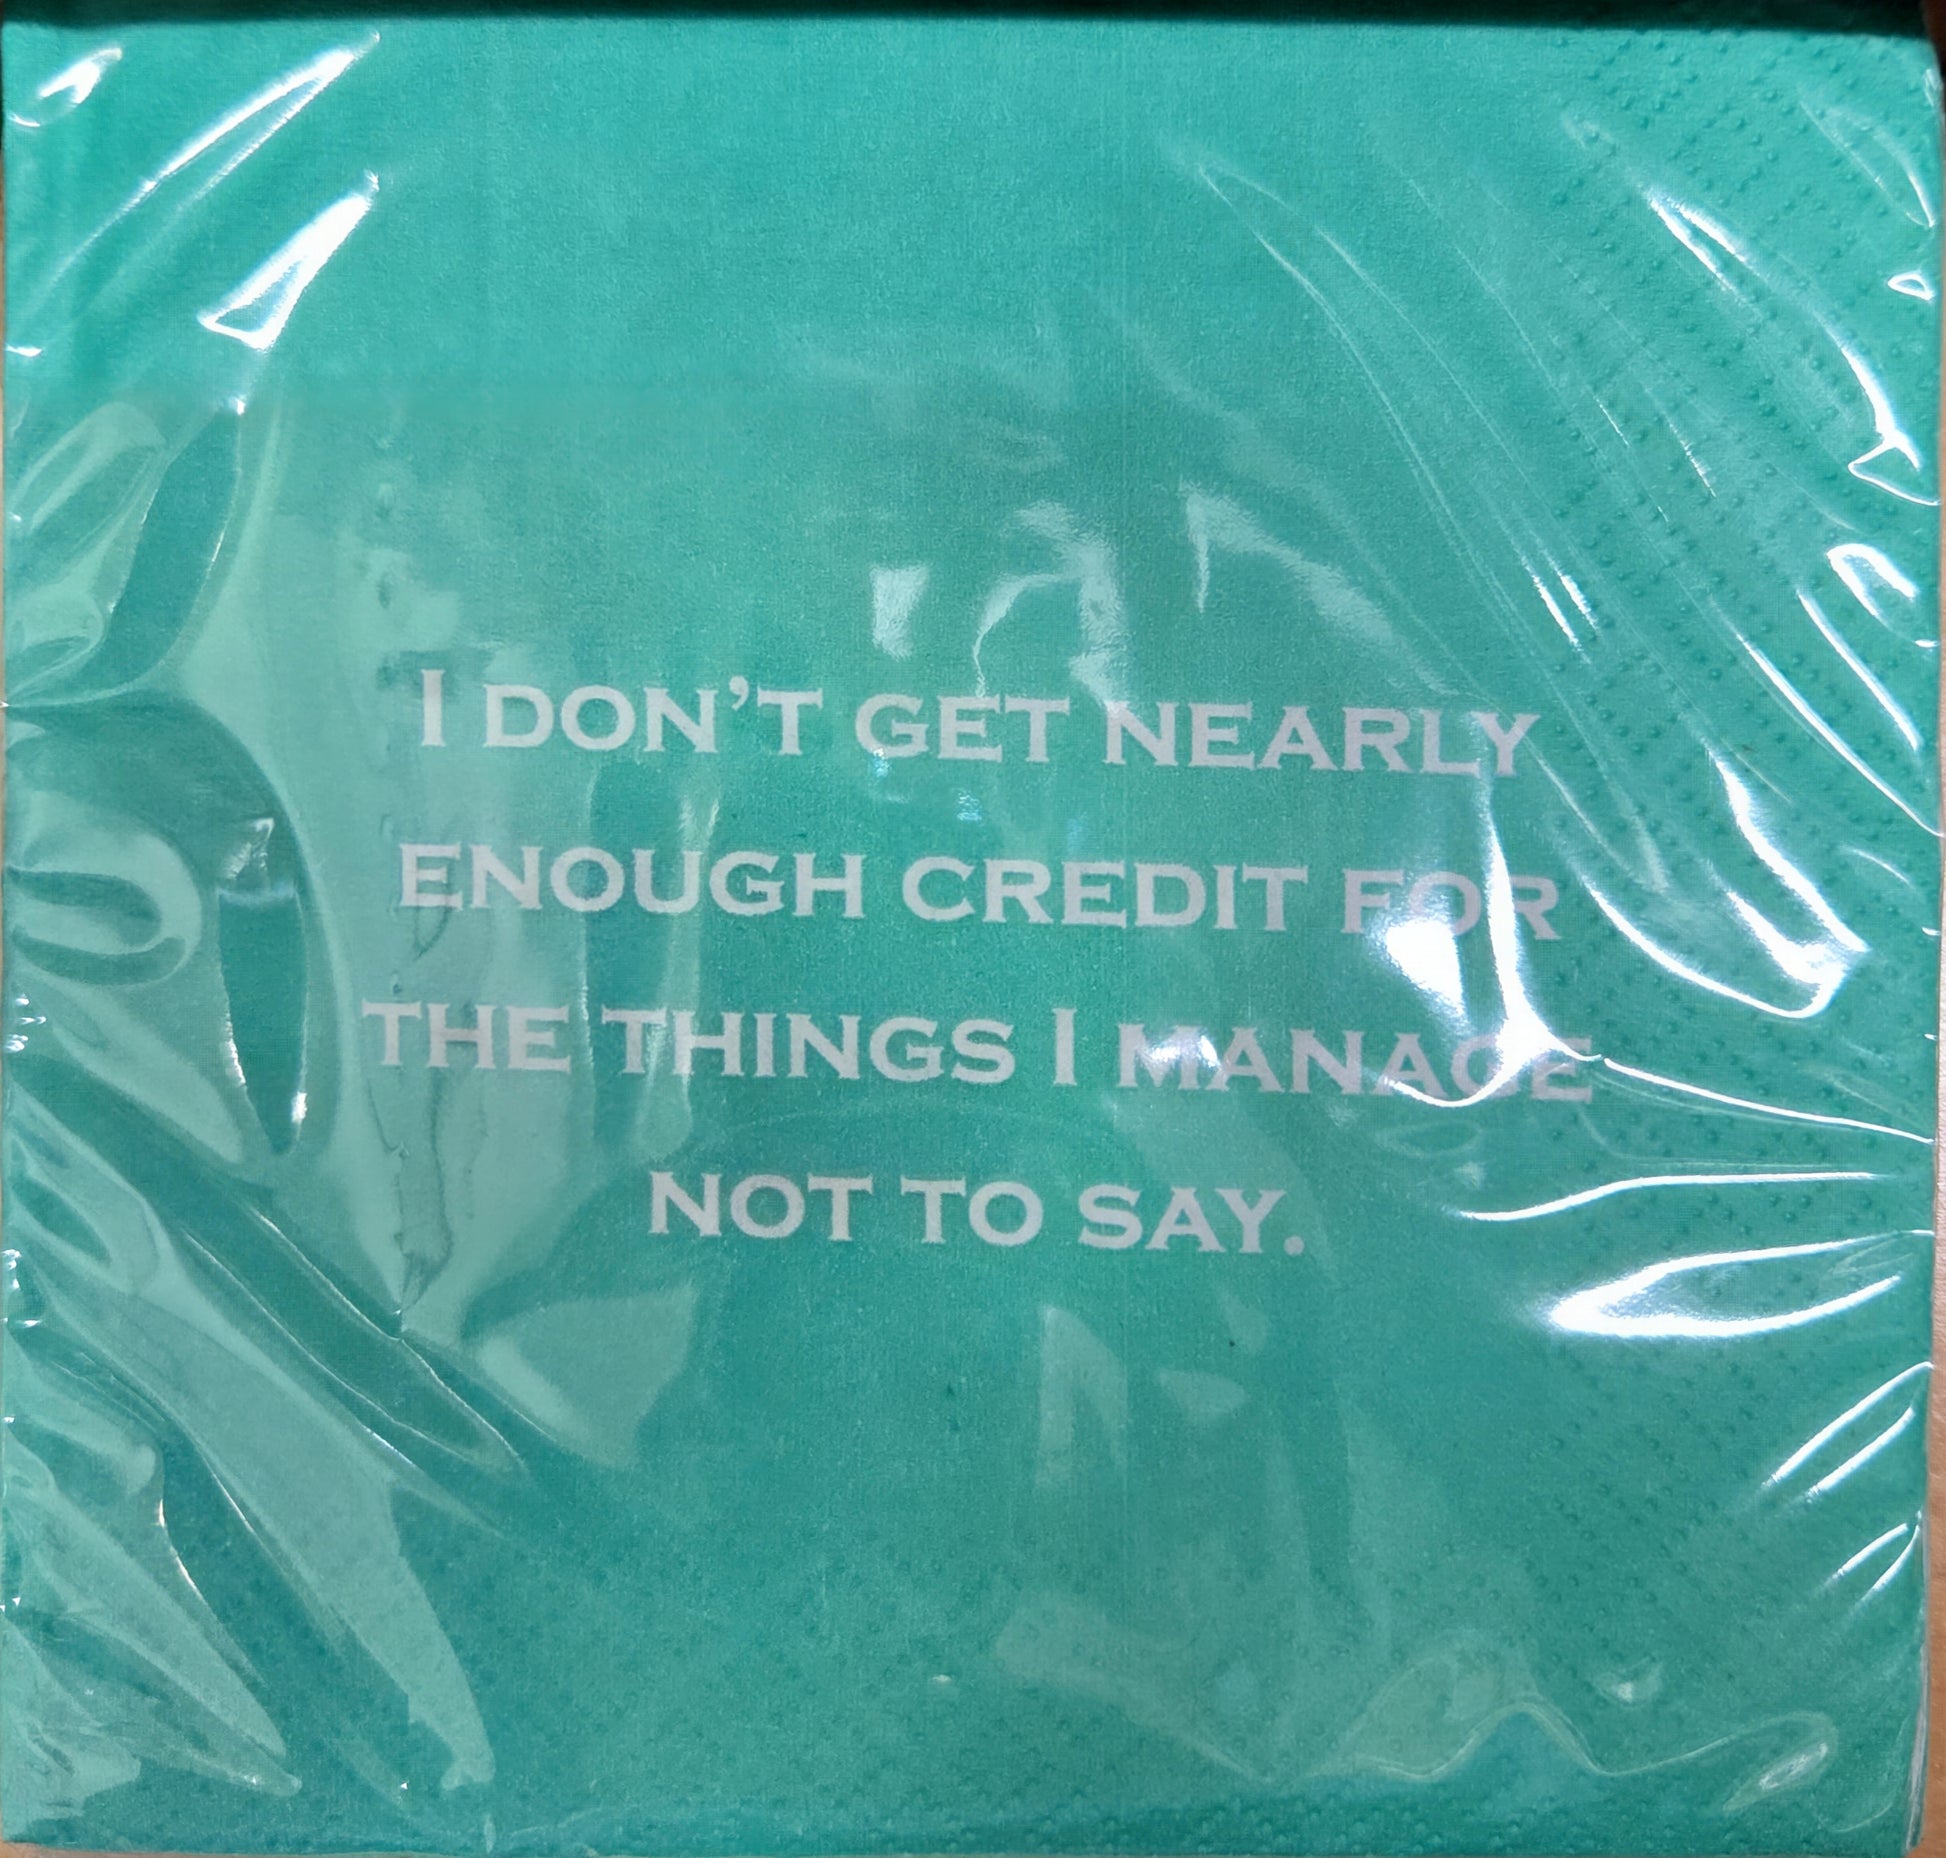 I DON'T GET NEARLY
ENOUGH CREDIT FOR
THE THINGS I MANAGE
NOT TO SAY.